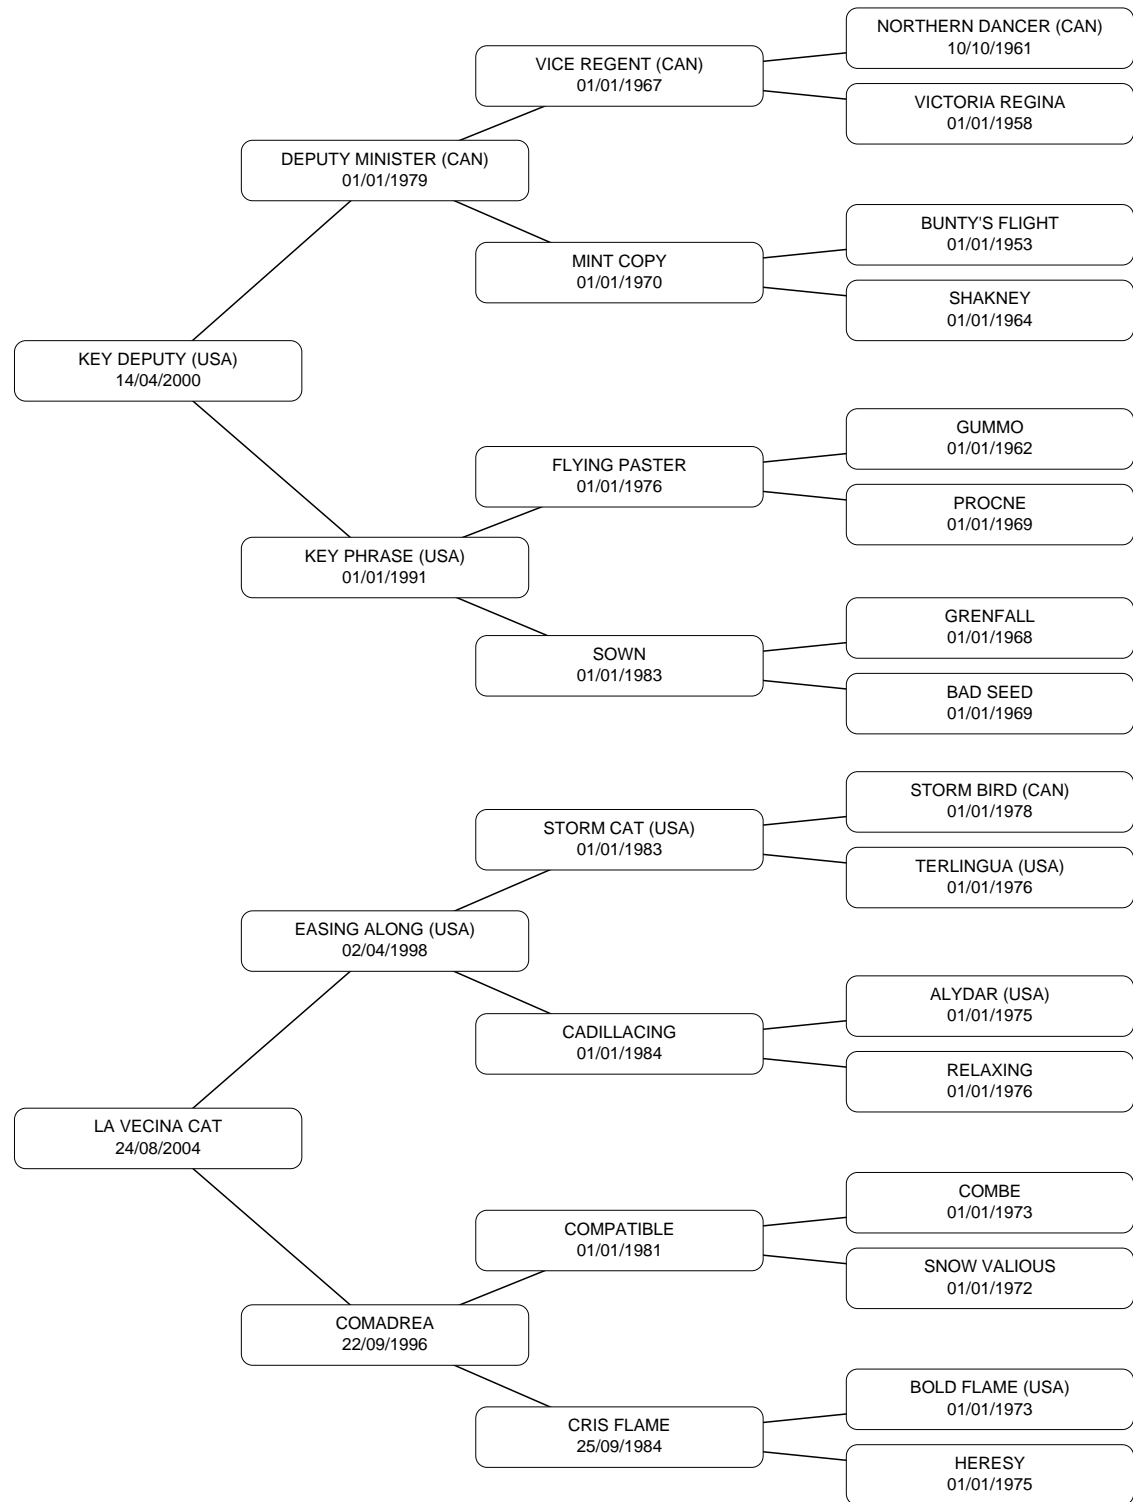 NORTHERN DANCER (CAN)
10/10/1961
VICE REGENT (CAN)
01/01/1967
VICTORIA REGINA
01/01/1958
DEPUTY MINISTER (CAN)
01/01/1979
BUNTY'S FLIGHT
01/01/1953
MINT COPY
01/01/1970
SHAKNEY
01/01/1964
KEY DEPUTY (USA)
14/04/2000
GUMMO
01/01/1962
FLYING PASTER
01/01/1976
PROCNE
01/01/1969
KEY PHRASE (USA)
01/01/1991
GRENFALL
01/01/1968
SOWN
01/01/1983
BAD SEED
01/01/1969
STORM BIRD (CAN)
01/01/1978
STORM CAT (USA)
01/01/1983
TERLINGUA (USA)
01/01/1976
EASING ALONG (USA)
02/04/1998
ALYDAR (USA)
01/01/1975
CADILLACING
01/01/1984
RELAXING
01/01/1976
LA VECINA CAT
24/08/2004
COMBE
01/01/1973
COMPATIBLE
01/01/1981
SNOW VALIOUS
01/01/1972
COMADREA
22/09/1996
BOLD FLAME (USA)
01/01/1973
CRIS FLAME
25/09/1984
HERESY
01/01/1975